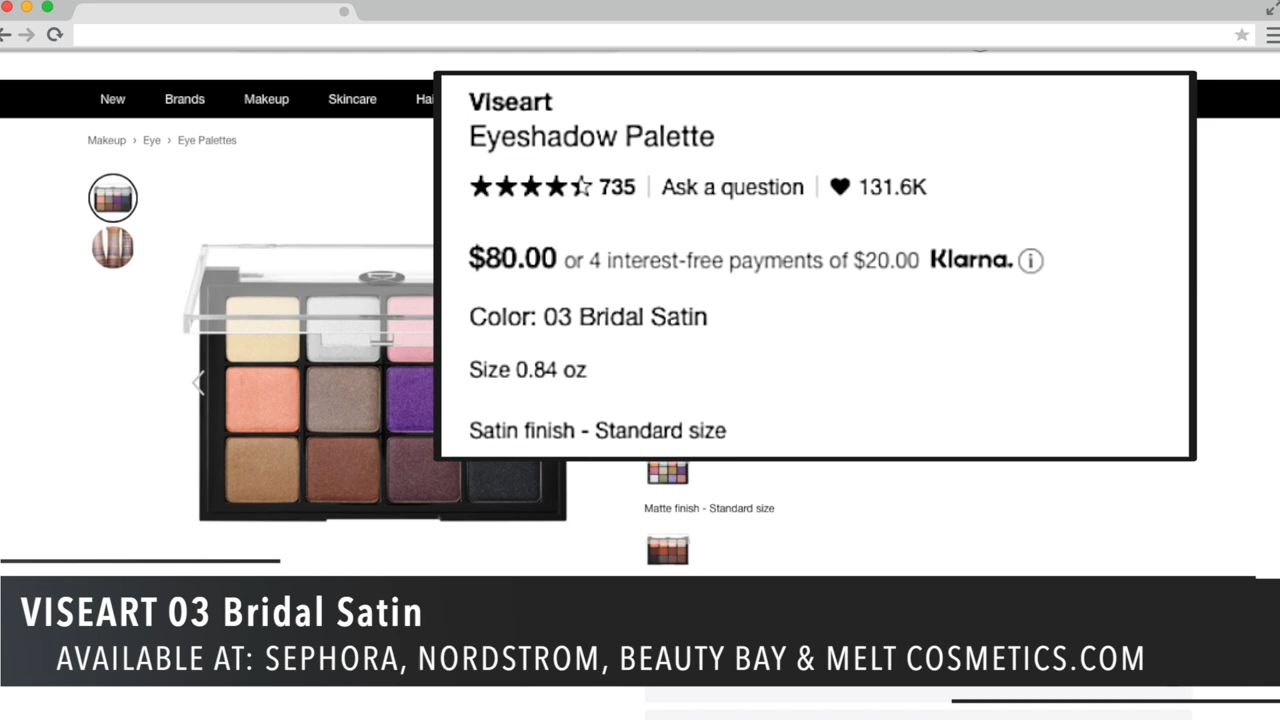 New Brands Makeup Skincare
Makeup > Eye > Eye Palettes
Viseart
Eyeshadow Palette
735 | Ask a question | 131.6K
$80.00 or 4 interest-free payments of $20.00 Klarna.
Color: 03 Bridal Satin
Size 0.84 oz
Satin finish - Standard size
Matte finish - Standard size
VISEART 03 Bridal Satin
AVAILABLE AT: SEPHORA, NORDSTROM, BEAUTY BAY & MELT COSMETICS.COM